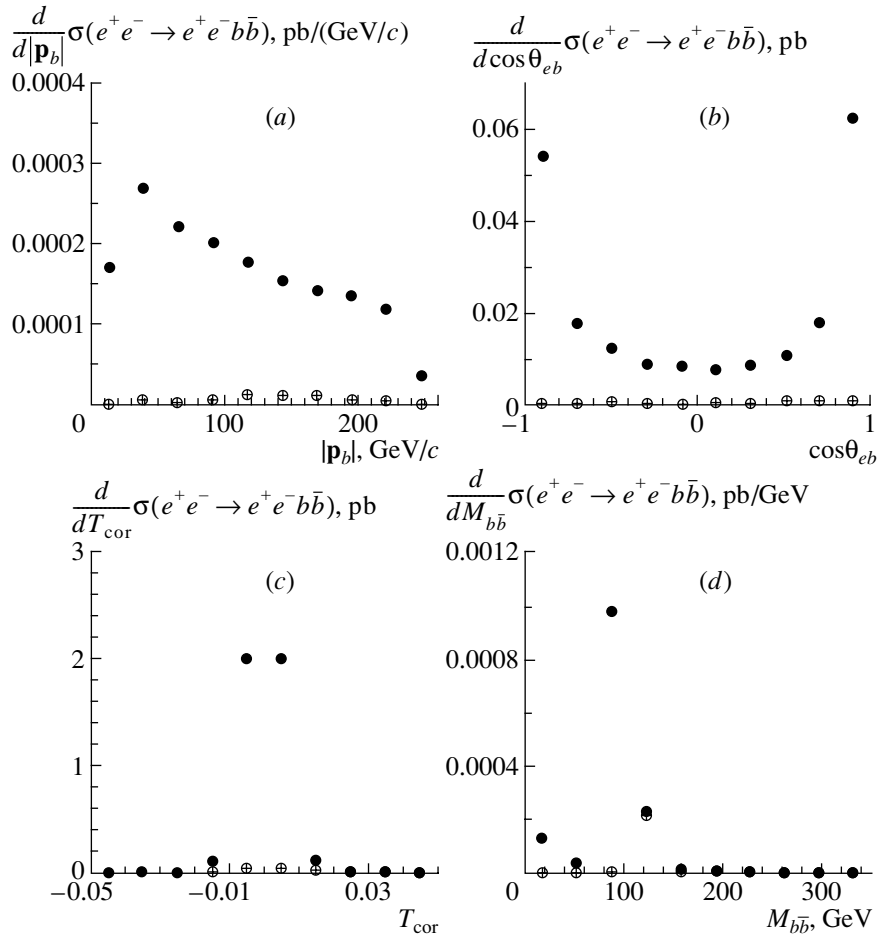 d/d|p_b| σ(e⁺e⁻ → e⁺e⁻bb̄), pb/(GeV/c)
0.0004
0.0003
0.0002
0.0001
(a)
0 100 200
|p_b|, GeV/c
d/dcosθ_eb σ(e⁺e⁻ → e⁺e⁻bb̄), pb
0.06
0.04
0.02
0
(b)
−1 0 1
cosθ_eb
d/dT_cor σ(e⁺e⁻ → e⁺e⁻bb̄), pb
3
2
1
0
(c)
−0.05 −0.01 0.03
T_cor
d/dM_bb̄ σ(e⁺e⁻ → e⁺e⁻bb̄), pb/GeV
0.0012
0.0008
0.0004
(d)
0 100 200 300
M_bb̄, GeV